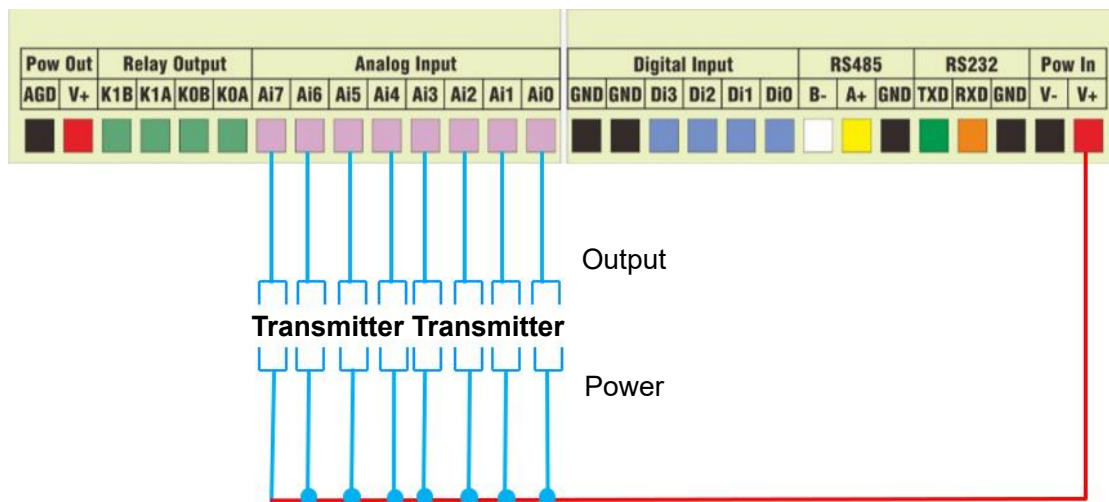 Pow Out Relay Output Analog Input Digital Input RS485 RS232 Pow In
AGD V+ K1B K1A K0B K0A Ai7 Ai6 Ai5 Ai4 Ai3 Ai2 Ai1 Ai0 GND GND Di3 Di2 Di1 Di0 B- A+ GND TXD RXD GND V- V+
Output
Transmitter Transmitter
Power